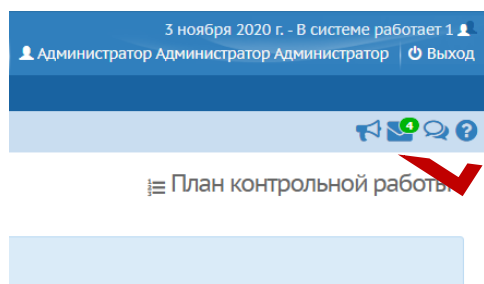 3 ноября 2020 г. - В системе работает 1
Администратор Администратор Администратор Выход
4
План контрольной работы